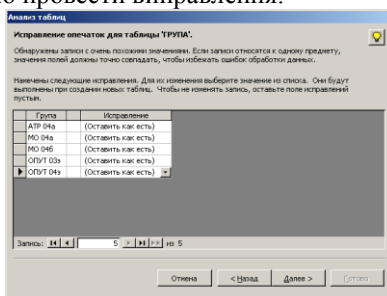 о провести виправлення:
Анализ таблиц
Исправление опечаток для таблицы 'ГРУПА'.
Обнаружены записи с очень похожими значениями. Если записи относятся к одному предмету,
значения полей должны точно совпадать, чтобы избежать ошибок обработки данных.
Намечены следующие исправления. Для их изменения выберите значение из списка. Они будут
выполнены при создании новых таблиц. Чтобы не изменять запись, оставьте поле исправлений
пустым.
Група Исправление
АТР 04а (Оставить как есть)
МО 04а (Оставить как есть)
МО 04б (Оставить как есть)
ОПУТ 03з (Оставить как есть)
ОПУТ 04з (Оставить как есть)
Запись: 5 из 5
Отмена < Назад Далее > Готово